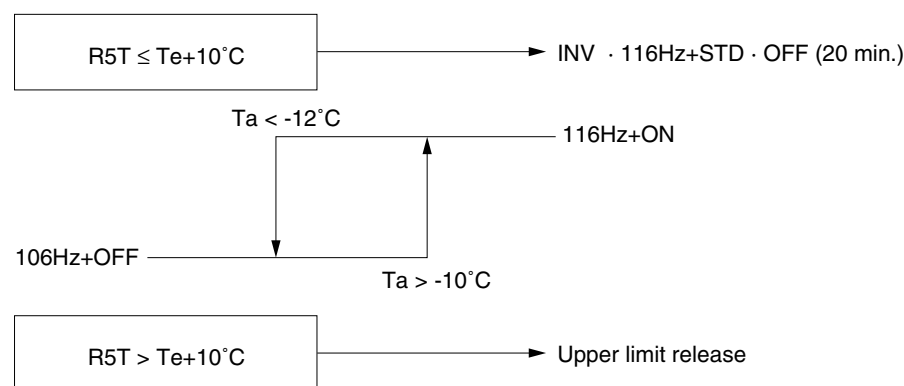 R5T ≤ Te+10˚C
INV · 116Hz+STD · OFF (20 min.)
Ta < -12˚C
116Hz+ON
106Hz+OFF
Ta > -10˚C
R5T > Te+10˚C
Upper limit release